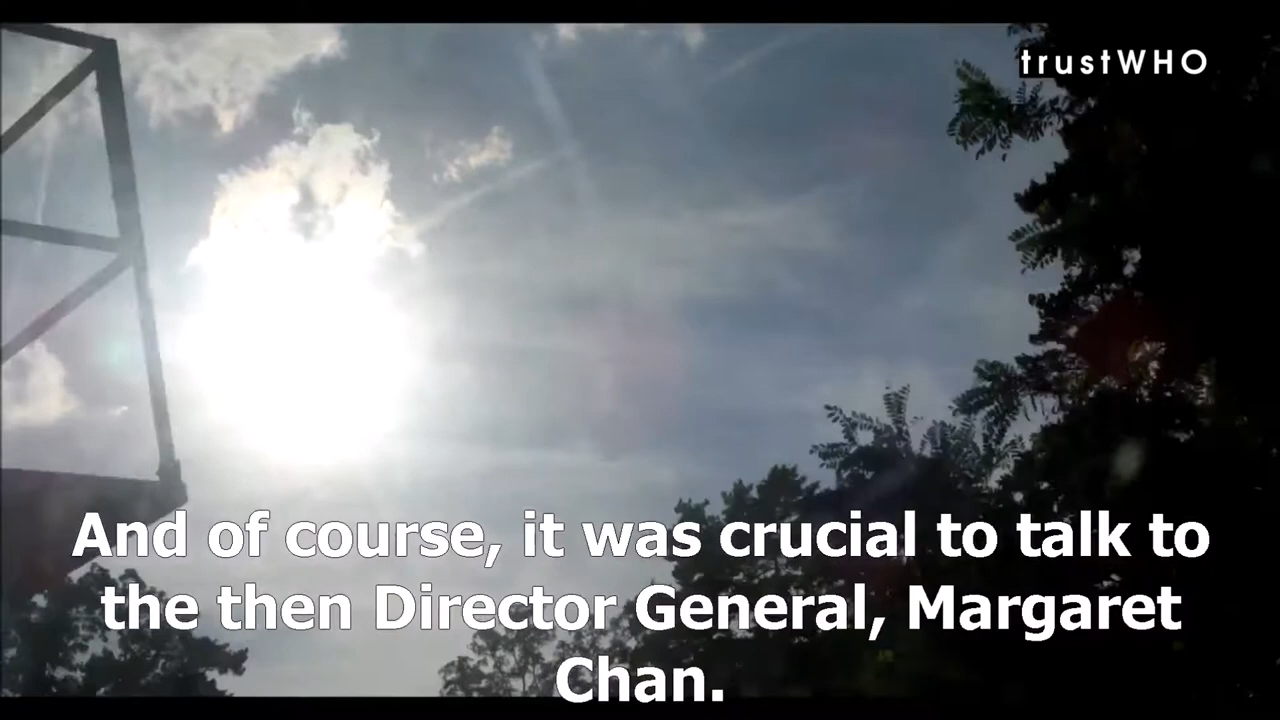 trustWHO
And of course, it was crucial to talk to
the then Director General, Margaret
Chan.